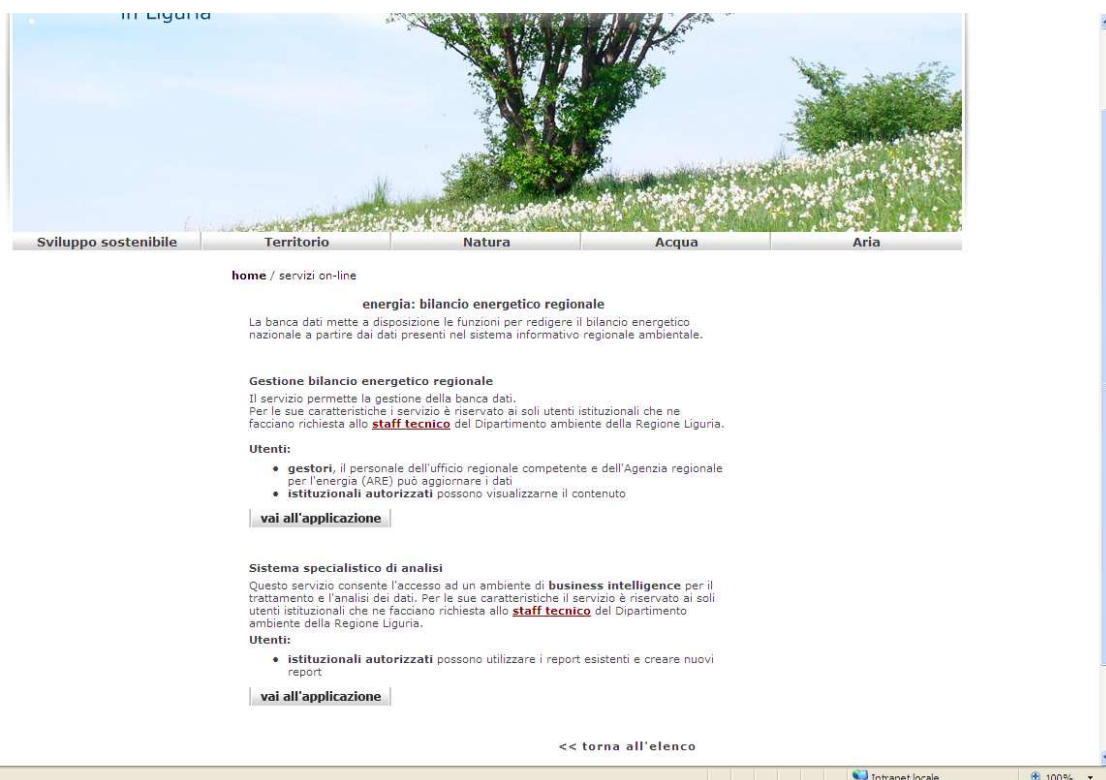 in Liguria
Sviluppo sostenibile Territorio Natura Acqua Aria
home / servizi on-line
energia: bilancio energetico regionale
La banca dati mette a disposizione le funzioni per redigere il bilancio energetico
nazionale a partire dai dati presenti nel sistema informativo regionale ambientale.
Gestione bilancio energetico regionale
Il servizio permette la gestione della banca dati.
Per le sue caratteristiche i servizio è riservato ai soli utenti istituzionali che ne
facciano richiesta allo staff tecnico del Dipartimento ambiente della Regione Liguria.
Utenti:
• gestori, il personale dell'ufficio regionale competente e dell'Agenzia regionale
per l'energia (ARE) può aggiornare i dati
• istituzionali autorizzati possono visualizzarne il contenuto
vai all'applicazione
Sistema specialistico di analisi
Questo servizio consente l'accesso ad un ambiente di business intelligence per il
trattamento e l'analisi dei dati. Per le sue caratteristiche il servizio è riservato ai soli
utenti istituzionali che ne facciano richiesta allo staff tecnico del Dipartimento
ambiente della Regione Liguria.
Utenti:
• istituzionali autorizzati possono utilizzare i report esistenti e creare nuovi
report
vai all'applicazione
<< torna all'elenco
Intranet locale 100%